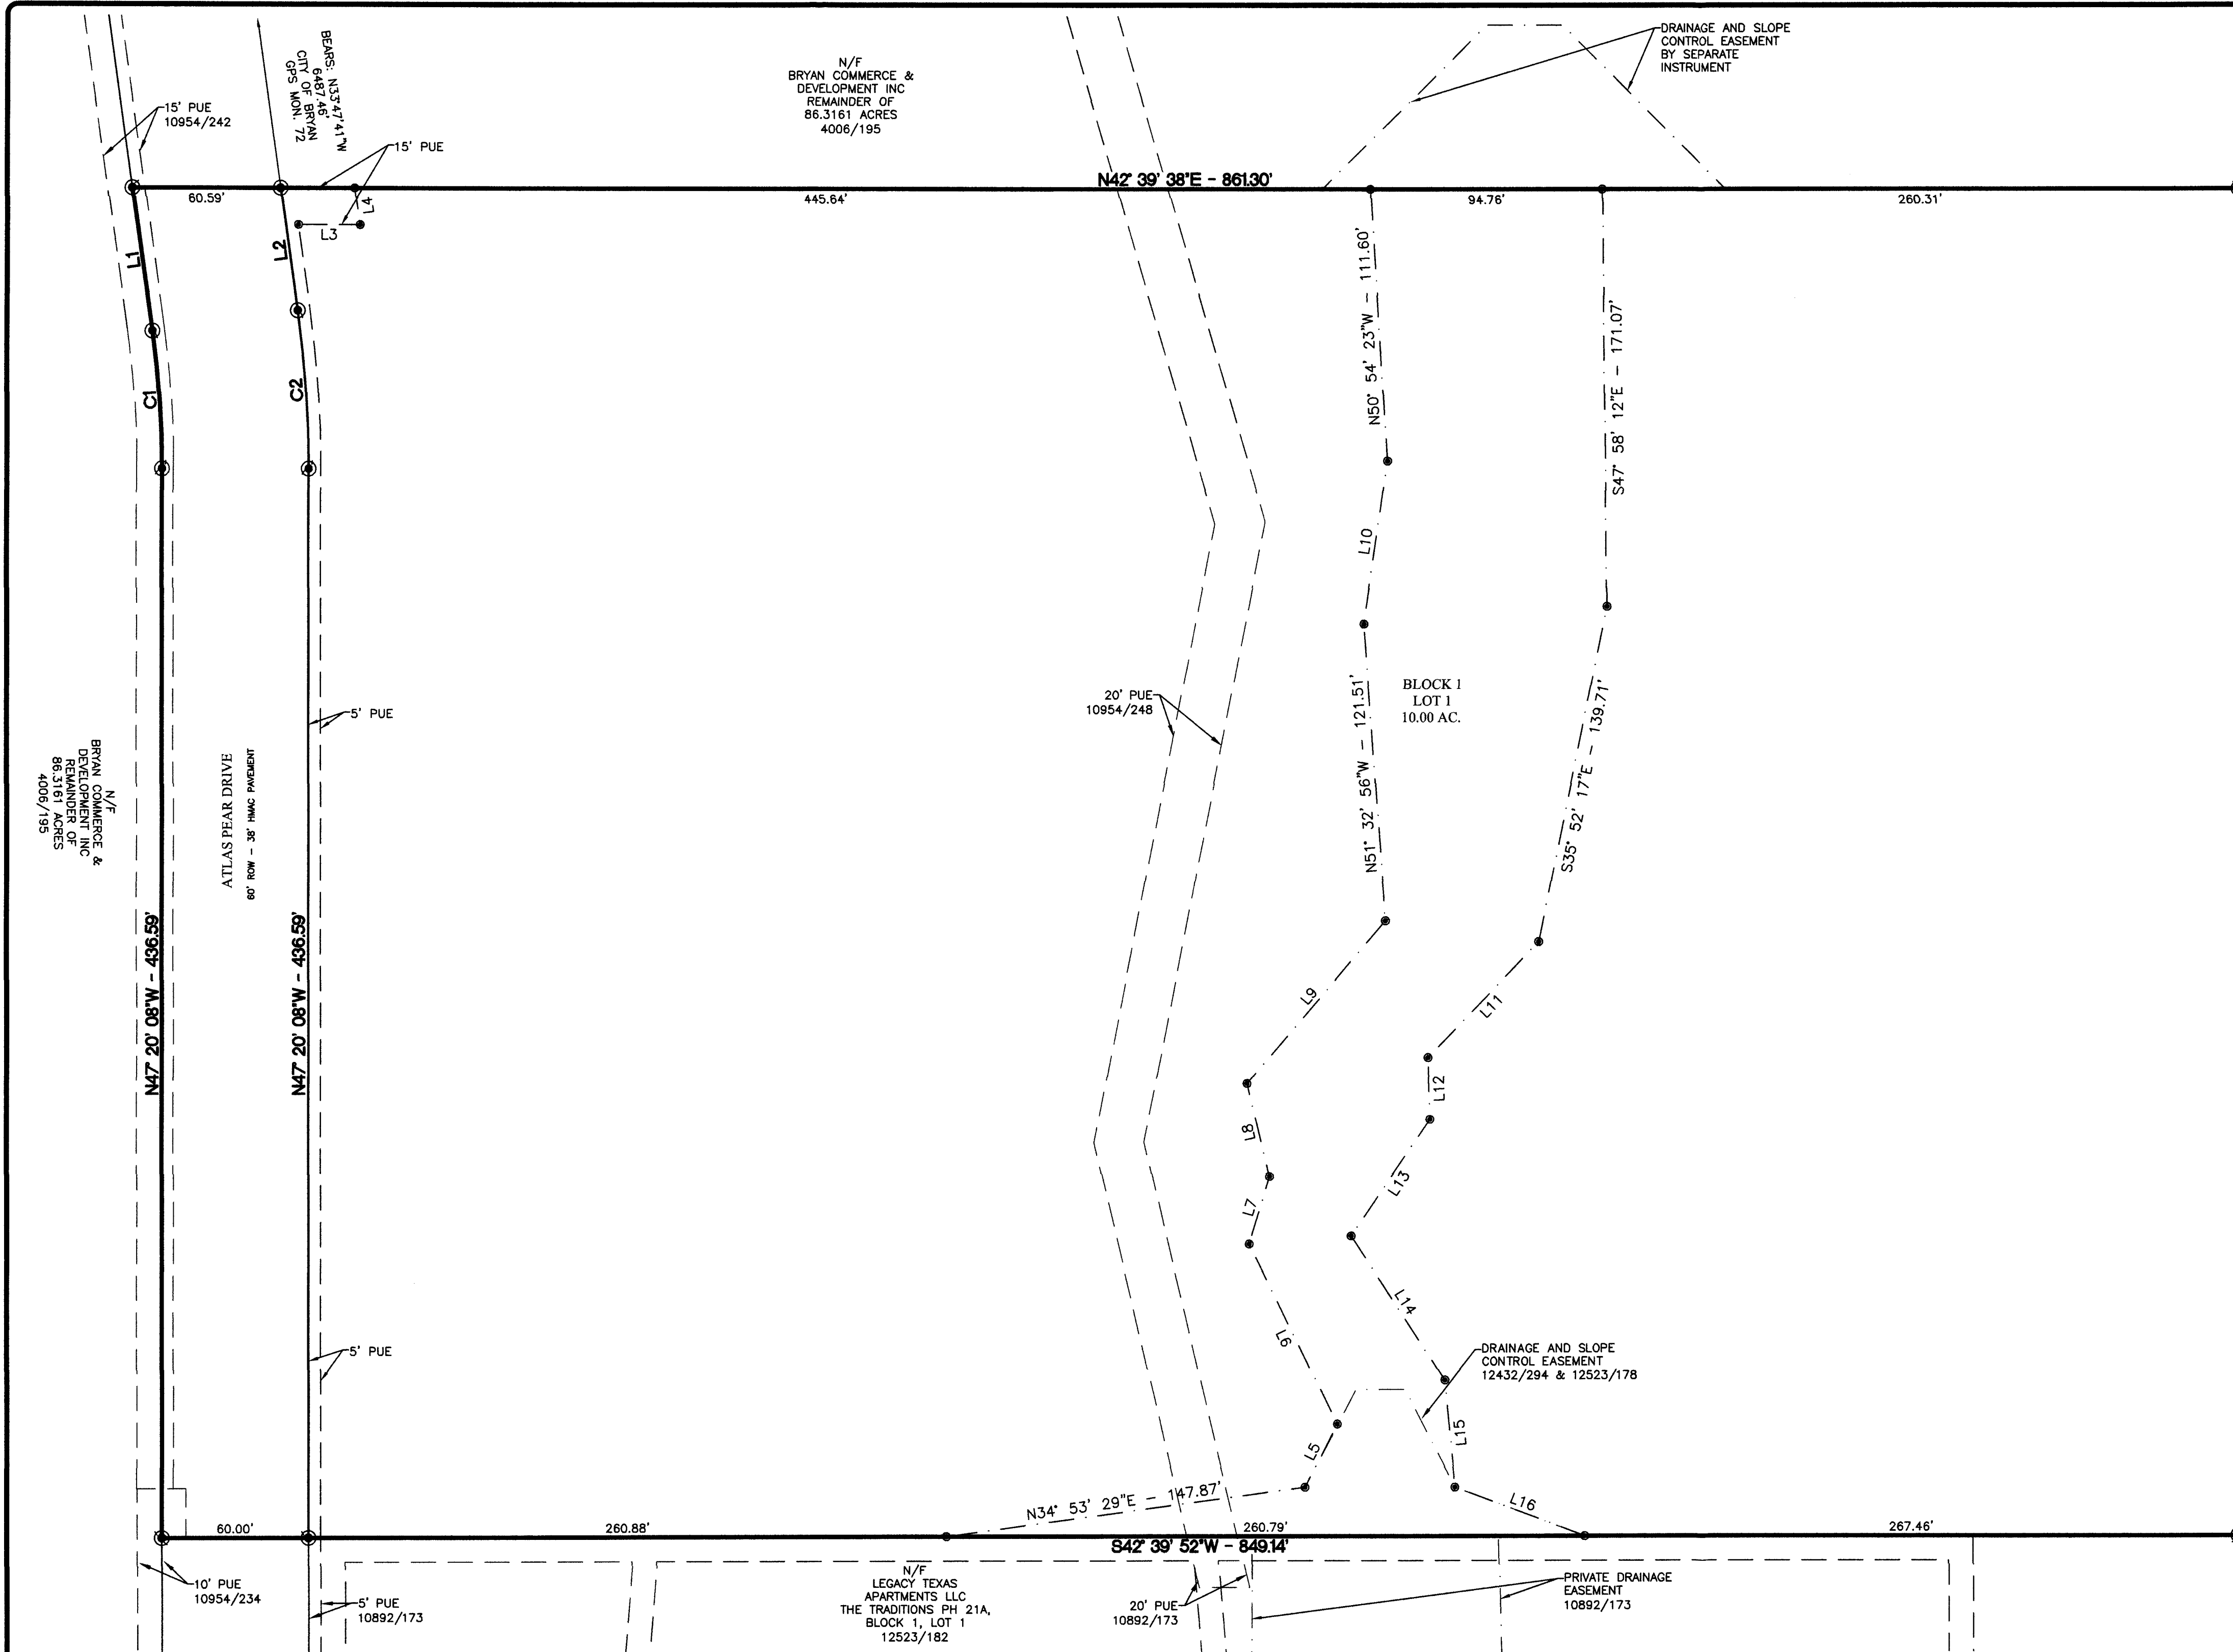 DRAINAGE AND SLOPE
CONTROL EASEMENT
BY SEPARATE
INSTRUMENT
BEARS: N33°47'41"W
6487.46'
CITY OF BRYAN
GPS MON. 72
N/F
BRYAN COMMERCE &
DEVELOPMENT INC
REMAINDER OF
86.3161 ACRES
4006/195
15' PUE
10954/242
15' PUE
N42° 39' 38"E - 861.30'
60.59'
445.64'
94.76'
260.31'
L4
L3
L1
L2
N50° 54' 23"W - 111.60'
S47° 58' 12"E - 171.07'
C1
C2
L10
20' PUE
10954/248
BLOCK 1
LOT 1
10.00 AC.
5' PUE
N51° 32' 56"W - 121.51'
S35° 52' 17"E - 139.71'
N/F
BRYAN COMMERCE &
DEVELOPMENT INC
REMAINDER OF
86.3161 ACRES
4006/195
ATLAS PEAR DRIVE
60' ROW - 38' HMAC PAVEMENT
N47° 20' 08"W - 436.59'
N47° 20' 08"W - 436.59'
L9
L11
L12
L8
L13
L7
L14
L6
5' PUE
DRAINAGE AND SLOPE
CONTROL EASEMENT
12432/294 & 12523/178
L15
L5
N34° 53' 29"E - 147.87'
L16
60.00'
260.88'
260.79'
267.46'
S42° 39' 52"W - 849.14'
10' PUE
10954/234
5' PUE
10892/173
N/F
LEGACY TEXAS
APARTMENTS LLC
THE TRADITIONS PH 21A,
BLOCK 1, LOT 1
12523/182
20' PUE
10892/173
PRIVATE DRAINAGE
EASEMENT
10892/173